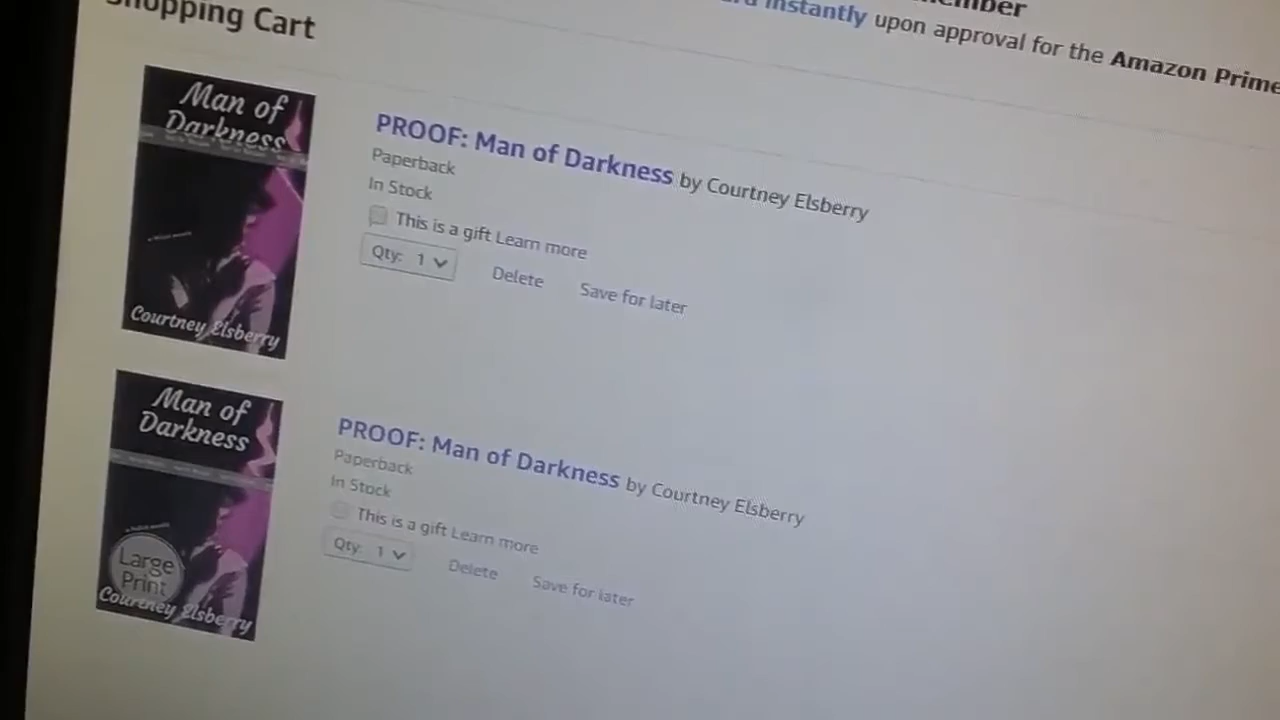 Shopping Cart
instantly upon approval for the Amazon Prime
Man of
Darkness
Courtney Elsberry
PROOF: Man of Darkness by Courtney Elsberry
Paperback
In Stock
This is a gift Learn more
Qty: 1
Delete
Save for later
Man of
Darkness
Large
Print
Courtney Elsberry
PROOF: Man of Darkness by Courtney Elsberry
Paperback
In Stock
This is a gift Learn more
Qty: 1
Delete
Save for later